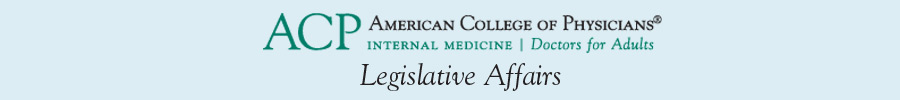 ACP AMERICAN COLLEGE OF PHYSICIANS®
INTERNAL MEDICINE | Doctors for Adults
Legislative Affairs